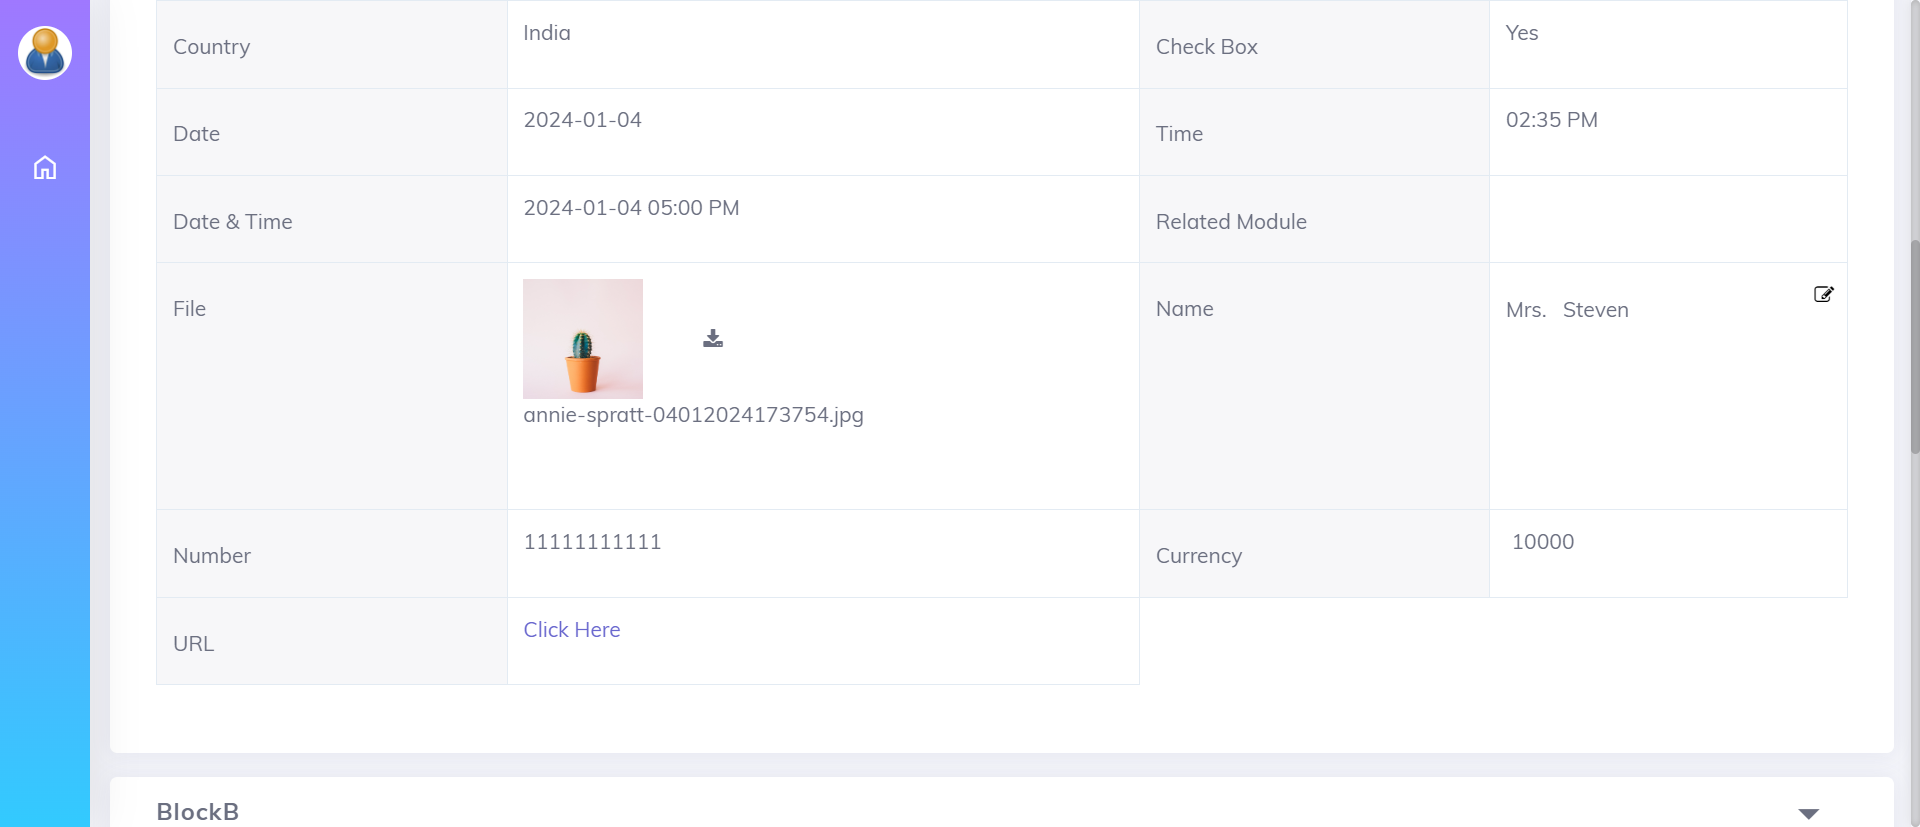 Country India Check Box Yes
Date 2024-01-04 Time 02:35 PM
Date & Time 2024-01-04 05:00 PM Related Module
File Name Mrs. Steven
annie-spratt-04012024173754.jpg
Number 11111111111 Currency 10000
URL Click Here
BlockB